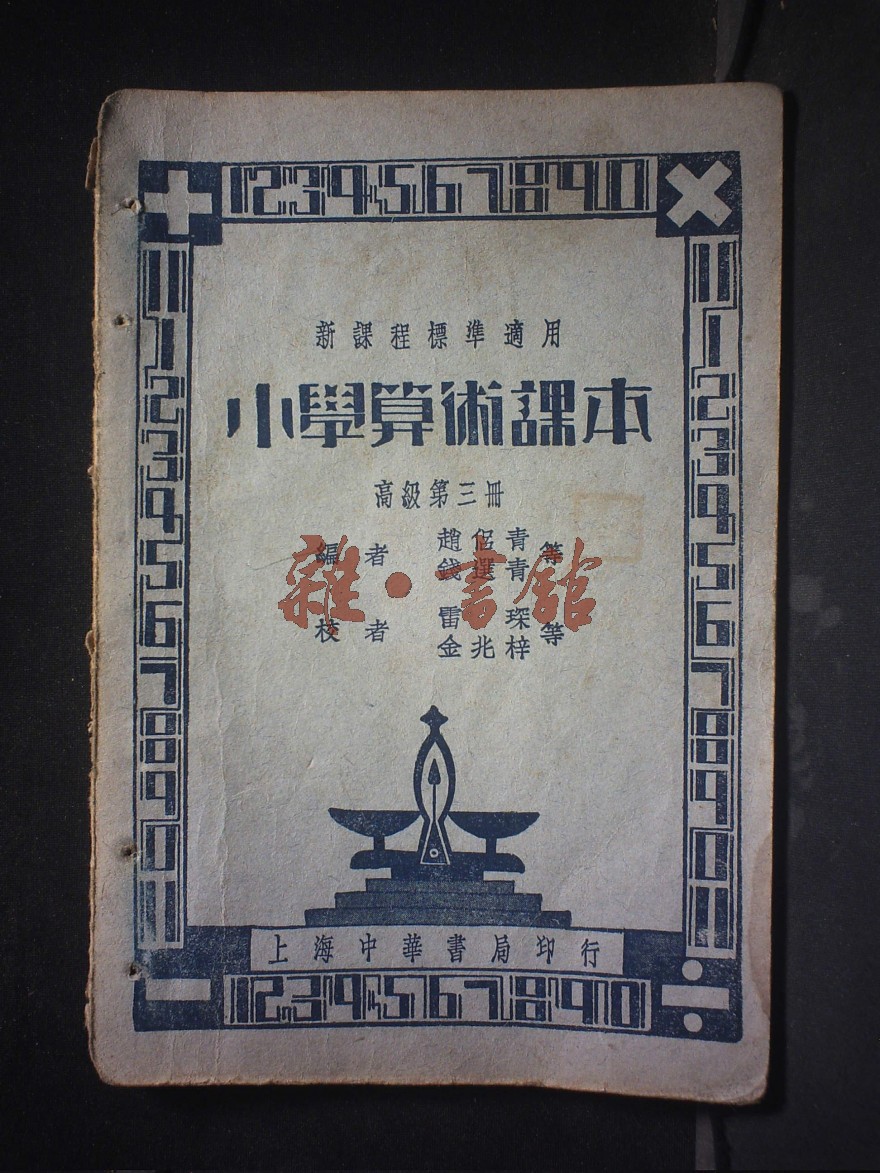 1234567890
新課程標準適用
小學算術課本
高級第三冊
編者 趙侶青 錢選青 等
校者 雷琛 金兆梓 等
雜·書館
上海中華書局印行
1234567890